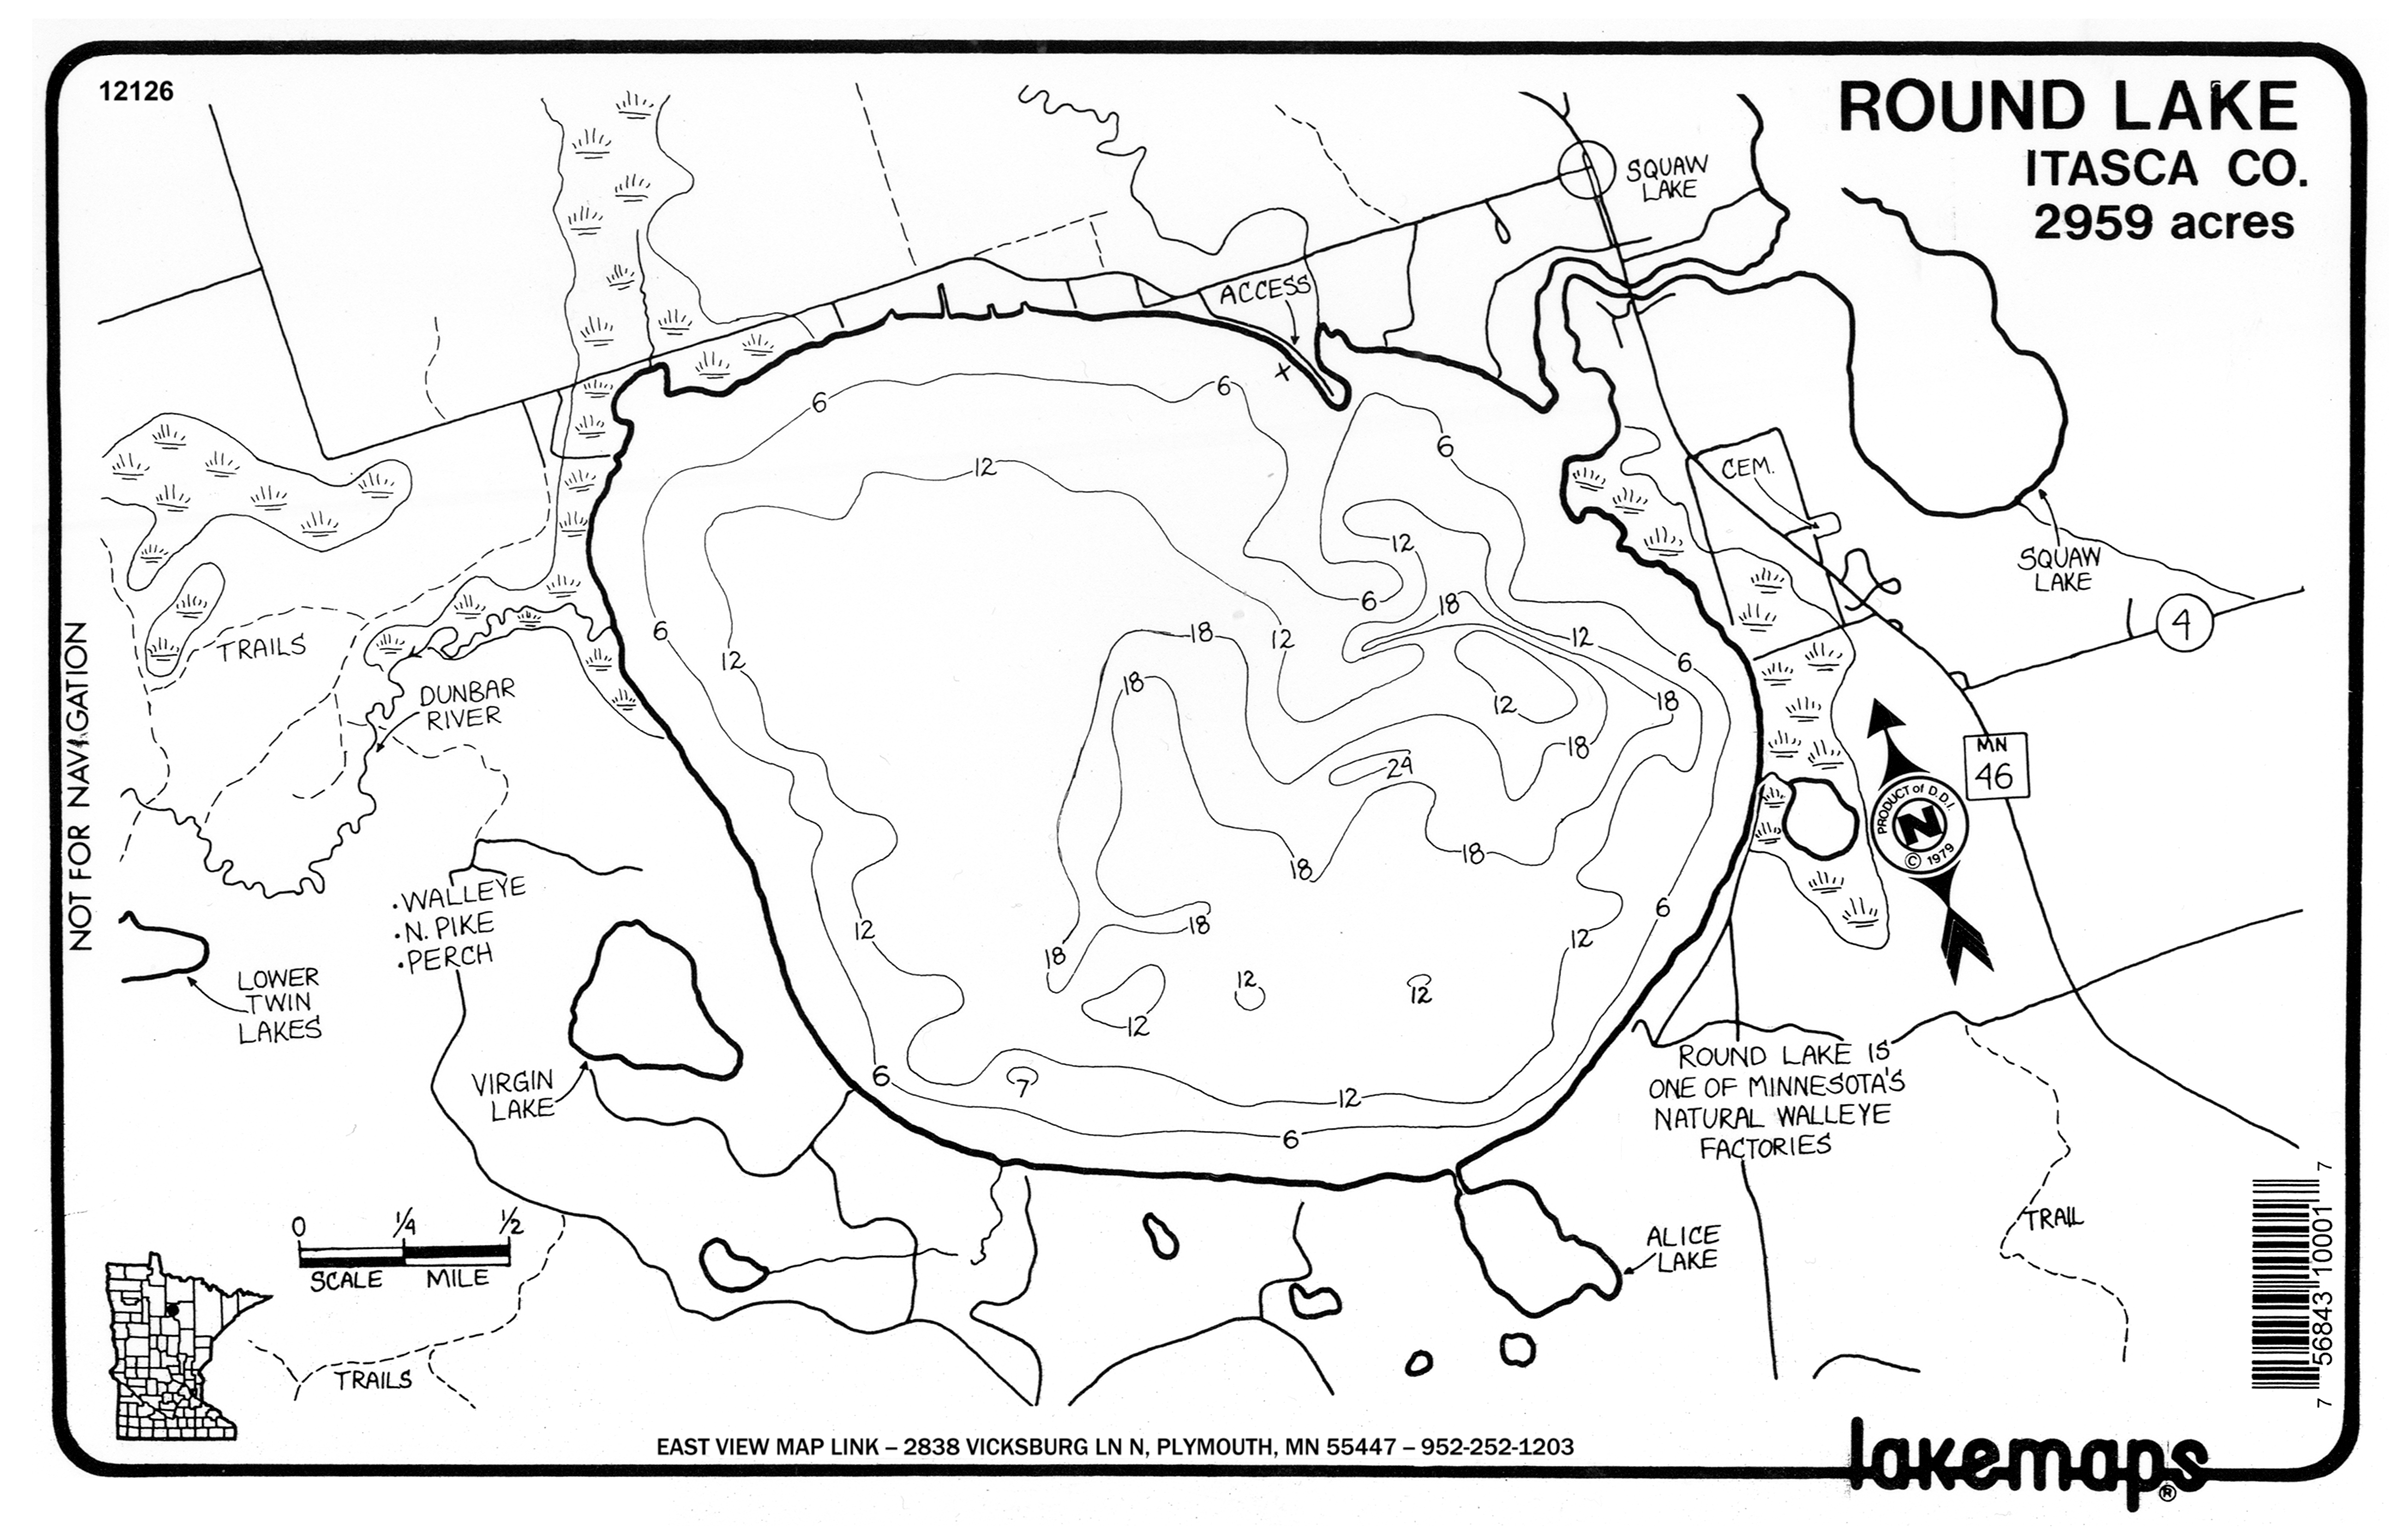 12126
ROUND LAKE
ITASCA CO.
2959 acres
SQUAW
LAKE
ACCESS
6
6
6
12
12
CEM.
SQUAW
LAKE
4
6
18
12
12
6
18
6
12
TRAILS
18
18
12
18
DUNBAR
RIVER
MN
46
18
24
PRODUCT of D.D.I.
N
© 1979
NOT FOR NAVIGATION
18
18
6
·WALLEYE
·N. PIKE
·PERCH
12
18
12
18
12
12
12
LOWER
TWIN
LAKES
7
6
12
6
VIRGIN
LAKE
ROUND LAKE IS
ONE OF MINNESOTA'S
NATURAL WALLEYE
FACTORIES
TRAIL
ALICE
LAKE
0 1/4 1/2
SCALE MILE
TRAILS
7 56843 10001 7
EAST VIEW MAP LINK – 2838 VICKSBURG LN N, PLYMOUTH, MN 55447 – 952-252-1203
lakemaps®